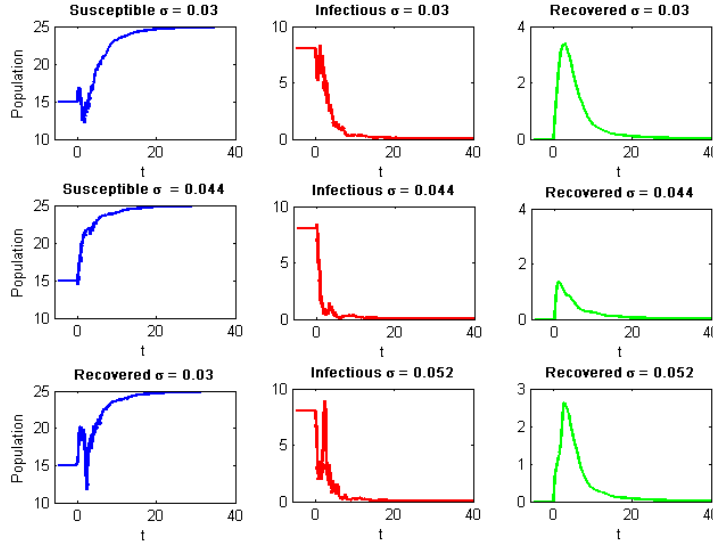 Susceptible σ = 0.03
Infectious σ = 0.03
Recovered σ = 0.03
Population
25
20
15
10
0
20
40
t
10
5
0
0
20
40
t
4
2
0
0
20
40
t
Susceptible σ = 0.044
Infectious σ = 0.044
Recovered σ = 0.044
Population
25
20
15
10
0
20
40
t
10
5
0
0
20
40
t
4
2
0
0
20
40
t
Recovered σ = 0.03
Infectious σ = 0.052
Recovered σ = 0.052
Population
25
20
15
10
0
20
40
t
10
5
0
0
20
40
t
3
2
1
0
0
20
40
t